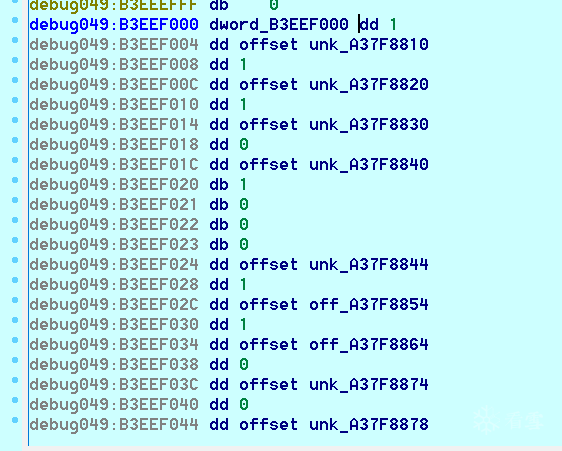 debug049:B3EEEFFF db    0
debug049:B3EEF000 dword_B3EEF000 dd 1
debug049:B3EEF004 dd offset unk_A37F8810
debug049:B3EEF008 dd 1
debug049:B3EEF00C dd offset unk_A37F8820
debug049:B3EEF010 dd 1
debug049:B3EEF014 dd offset unk_A37F8830
debug049:B3EEF018 dd 0
debug049:B3EEF01C dd offset unk_A37F8840
debug049:B3EEF020 db 1
debug049:B3EEF021 db 0
debug049:B3EEF022 db 0
debug049:B3EEF023 db 0
debug049:B3EEF024 dd offset unk_A37F8844
debug049:B3EEF028 dd 1
debug049:B3EEF02C dd offset off_A37F8854
debug049:B3EEF030 dd 1
debug049:B3EEF034 dd offset off_A37F8864
debug049:B3EEF038 dd 0
debug049:B3EEF03C dd offset unk_A37F8874
debug049:B3EEF040 dd 0
debug049:B3EEF044 dd offset unk_A37F8878